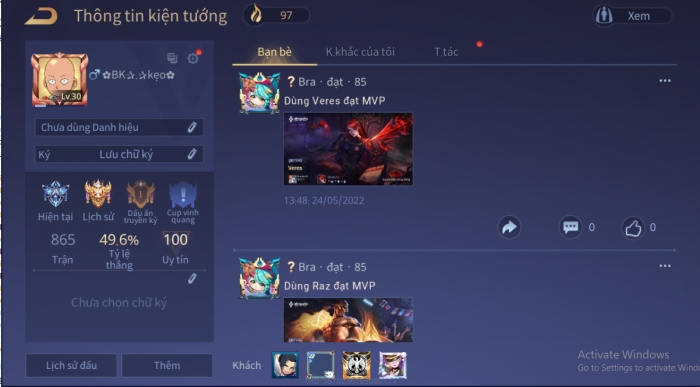 Thông tin kiện tướng
97
Xem
Bạn bè
K.khắc của tôi
T.tác
Lv.30
✿BK✰.✰kẹo✿
Chưa dùng Danh hiệu
Ký Lưu chữ ký
Hiện tại
Lịch sử
Dấu ấn truyền kỳ
Cup vinh quang
865
Trận
49.6%
Tỷ lệ thắng
100
Uy tín
Chưa chọn chữ ký
Lịch sử đấu
Thêm
? Bra · đạt · 85
Dùng Veres đạt MVP
Veres
13:48 24/05/2022
0
0
? Bra · đạt · 85
Dùng Raz đạt MVP
Khách
Activate Windows
Go to Settings to activate Wind